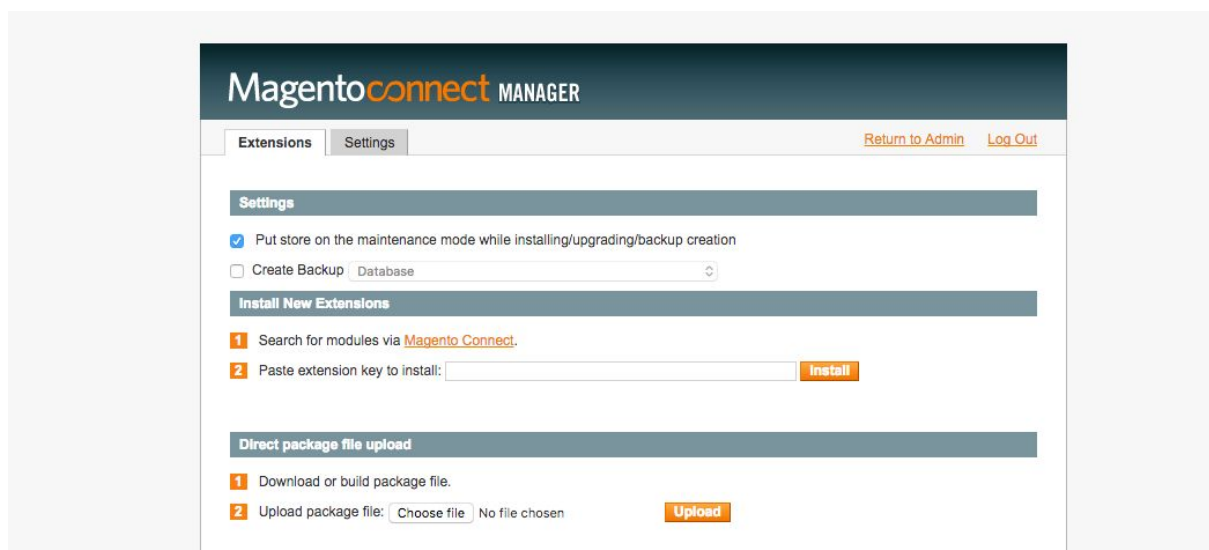 Magentoconnect MANAGER
Extensions Settings Return to Admin Log Out
Settings
Put store on the maintenance mode while installing/upgrading/backup creation
Create Backup Database
Install New Extensions
1 Search for modules via Magento Connect.
2 Paste extension key to install: Install
Direct package file upload
1 Download or build package file.
2 Upload package file: Choose file No file chosen Upload